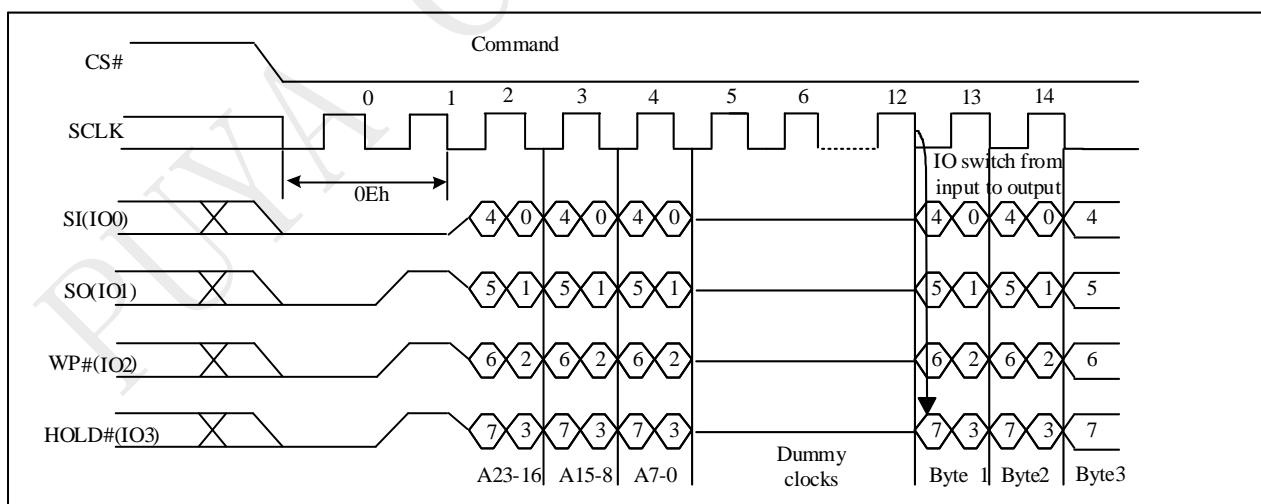 PUYA
Command
CS#
0 1 2 3 4 5 6 12 13 14
SCLK
IO switch from
input to output
0Eh
SI(IO0)
4 0 4 0 4 0 4 0 4 0 4
SO(IO1)
5 1 5 1 5 1 5 1 5 1 5
WP#(IO2)
6 2 6 2 6 2 6 2 6 2 6
HOLD#(IO3)
7 3 7 3 7 3 7 3 7 3 7
A23-16 A15-8 A7-0
Dummy
clocks
Byte 1 Byte2 Byte3